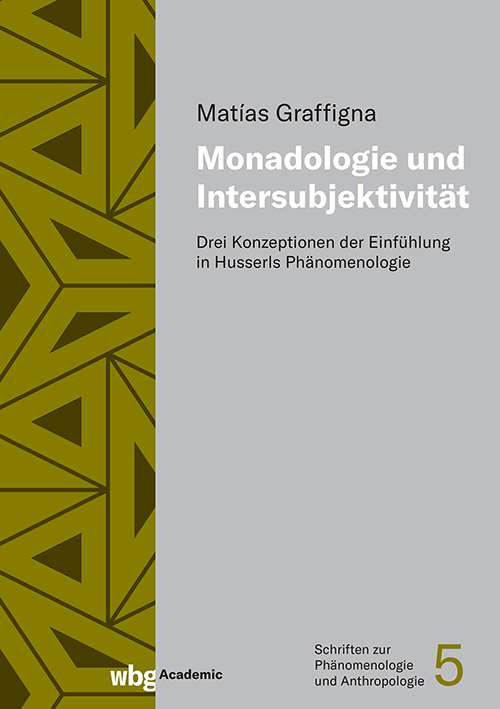 Matías Graffigna
Monadologie und
Intersubjektivität
Drei Konzeptionen der Einfühlung
in Husserls Phänomenologie
Schriften zur
Phänomenologie
und Anthropologie
5
wbg Academic